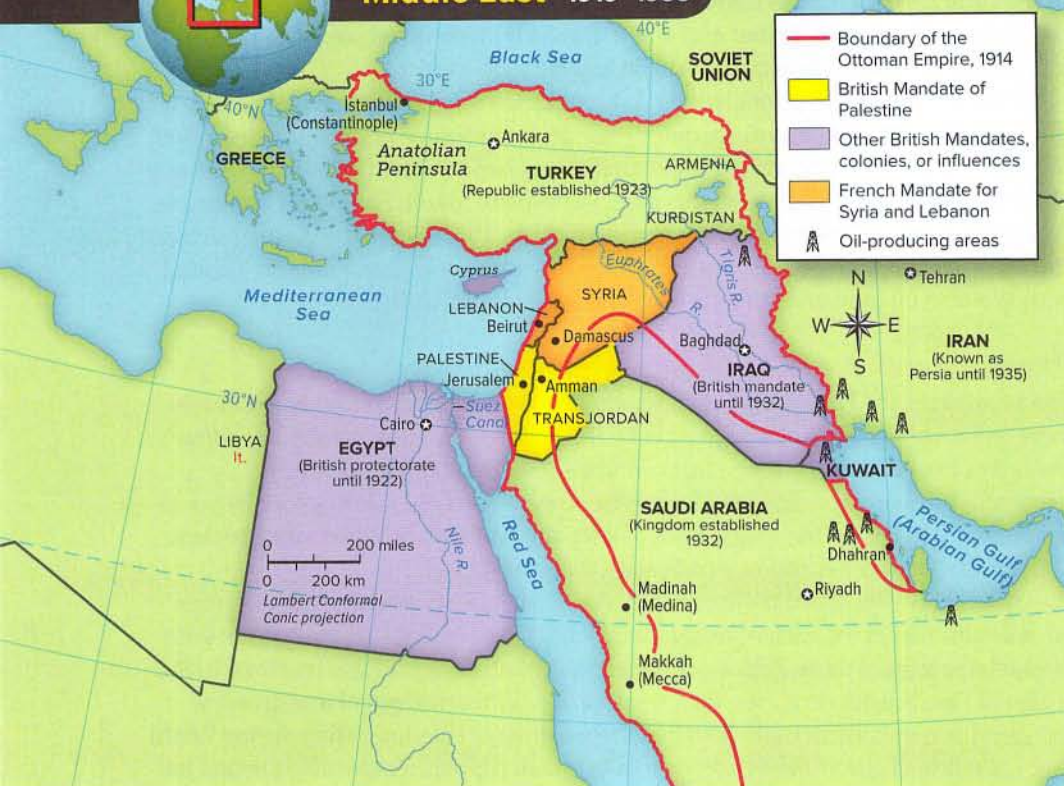 Middle East
40°E
Black Sea
SOVIET
UNION
30°E
40°N
İstanbul
(Constantinople)
Ankara
GREECE
Anatolian
Peninsula
TURKEY
(Republic established 1923)
ARMENIA
KURDISTAN
Boundary of the
Ottoman Empire, 1914
British Mandate of
Palestine
Other British Mandates,
colonies, or influences
French Mandate for
Syria and Lebanon
Oil-producing areas
Euphrates
R.
Tigris R.
Cyprus
SYRIA
Mediterranean
Sea
LEBANON
Beirut
Damascus
Baghdad
N
W
E
S
Tehran
IRAN
(Known as
Persia until 1935)
PALESTINE
Jerusalem
Amman
IRAQ
(British mandate
until 1932)
30°N
Suez
Canal
TRANSJORDAN
Cairo
LIBYA
It.
EGYPT
(British protectorate
until 1922)
KUWAIT
SAUDI ARABIA
(Kingdom established
1932)
Persian Gulf
(Arabian Gulf)
Dhahran
Riyadh
Nile R.
Red Sea
0 200 miles
0 200 km
Lambert Conformal
Conic projection
Madinah
(Medina)
Makkah
(Mecca)